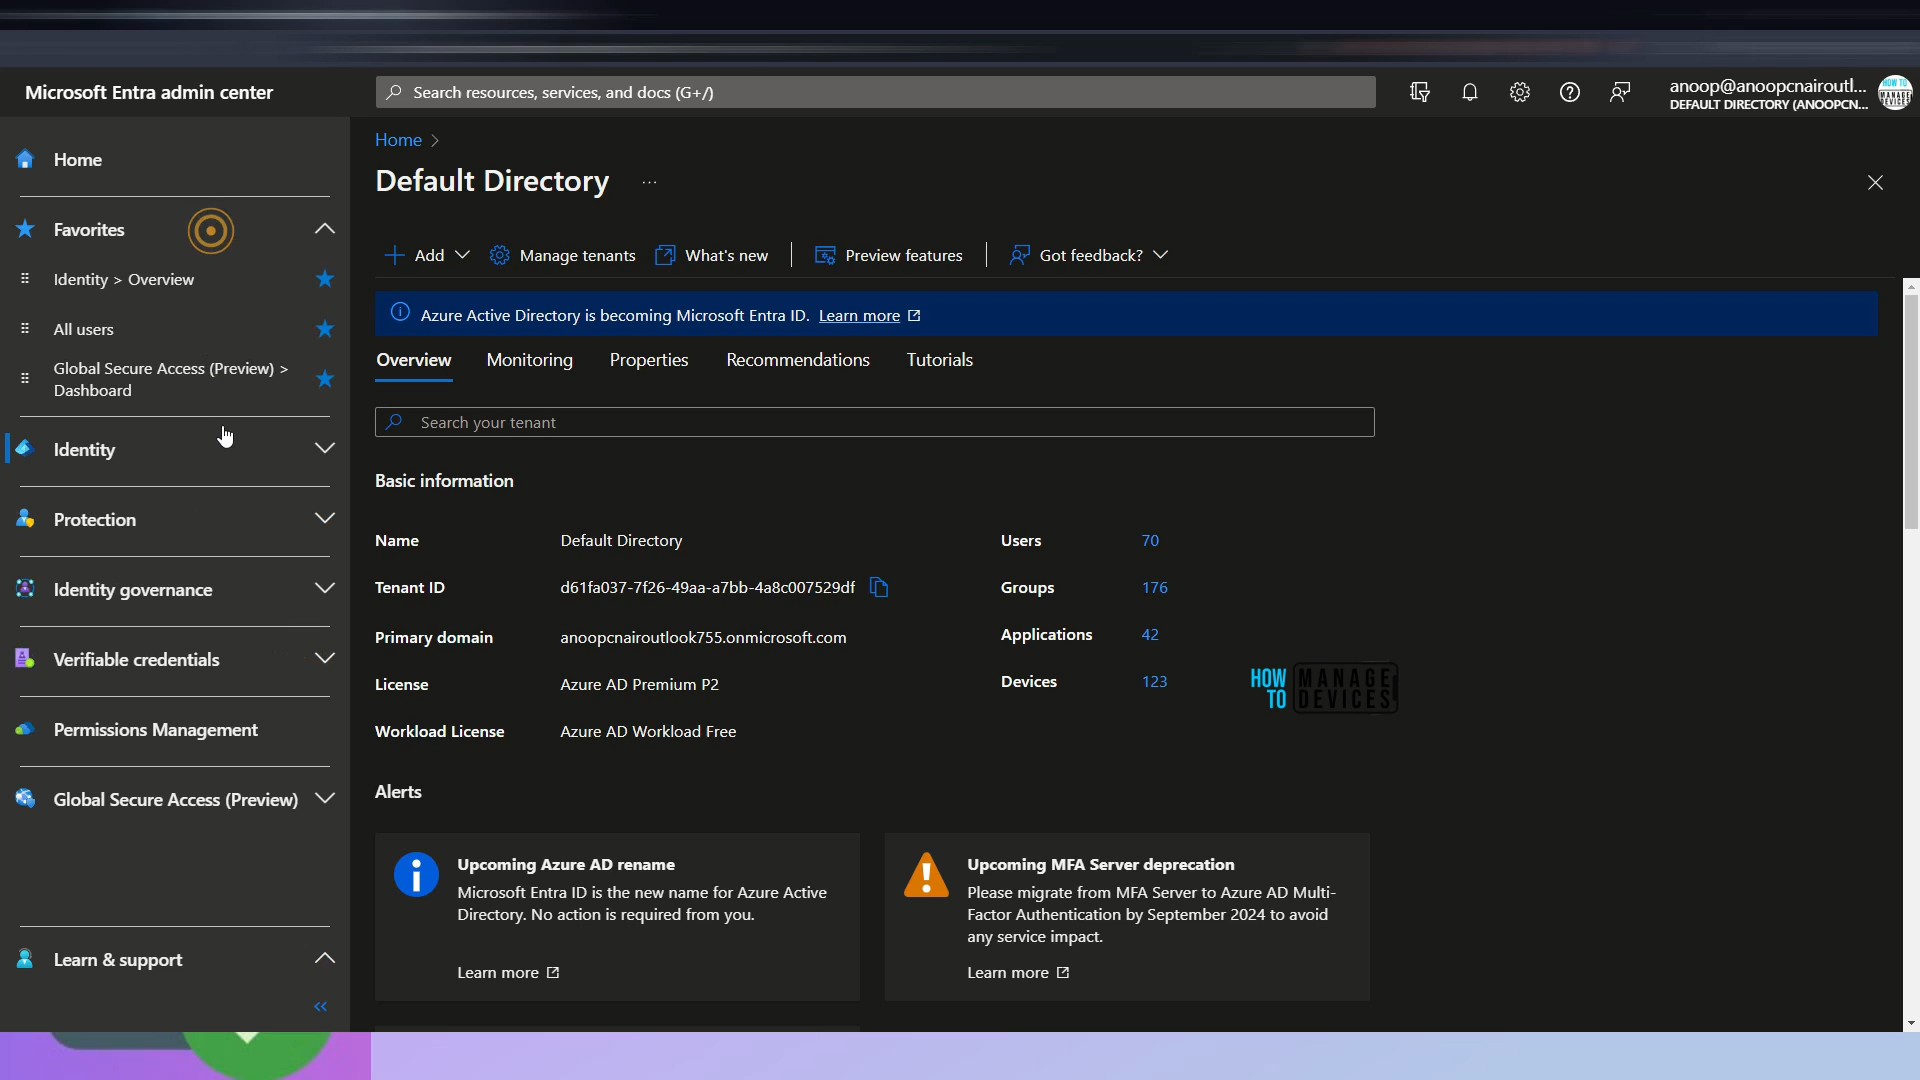 Microsoft Entra admin center
Search resources, services, and docs (G+/)
anoop@anoopcnairoutl...
DEFAULT DIRECTORY (ANOOPCN...
HOW TO
MANAGE
DEVICES
Home
Favorites
Identity > Overview
All users
Global Secure Access (Preview) >
Dashboard
Identity
Protection
Identity governance
Verifiable credentials
Permissions Management
Global Secure Access (Preview)
Learn & support
Home >
Default Directory ...
Add
Manage tenants
What's new
Preview features
Got feedback?
Azure Active Directory is becoming Microsoft Entra ID. Learn more
Overview Monitoring Properties Recommendations Tutorials
Search your tenant
Basic information
Name Default Directory
Tenant ID d61fa037-7f26-49aa-a7bb-4a8c007529df
Primary domain anoopcnairoutlook755.onmicrosoft.com
License Azure AD Premium P2
Workload License Azure AD Workload Free
Users 70
Groups 176
Applications 42
Devices 123
HOW TO
MANAGE
DEVICES
Alerts
Upcoming Azure AD rename
Microsoft Entra ID is the new name for Azure Active
Directory. No action is required from you.
Learn more
Upcoming MFA Server deprecation
Please migrate from MFA Server to Azure AD Multi-
Factor Authentication by September 2024 to avoid
any service impact.
Learn more